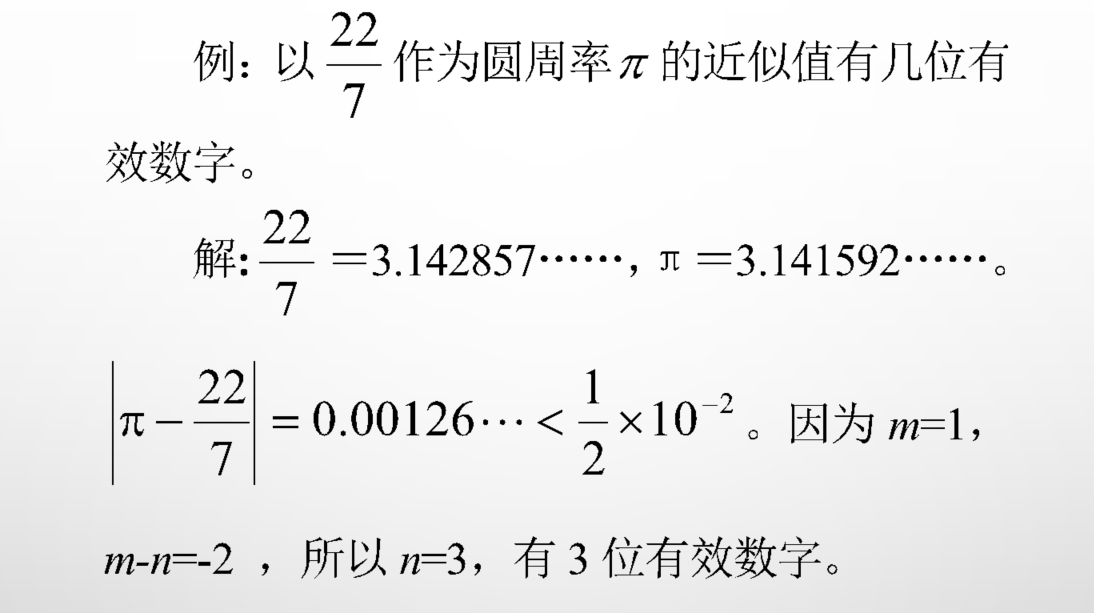 例：以 22/7 作为圆周率 π 的近似值有几位有
效数字。
解: 22/7 ＝3.142857……，π＝3.141592……。
|π − 22/7| = 0.00126⋯ < 1/2 ×10⁻²。因为 m=1，
m-n=-2 ，所以 n=3，有 3 位有效数字。